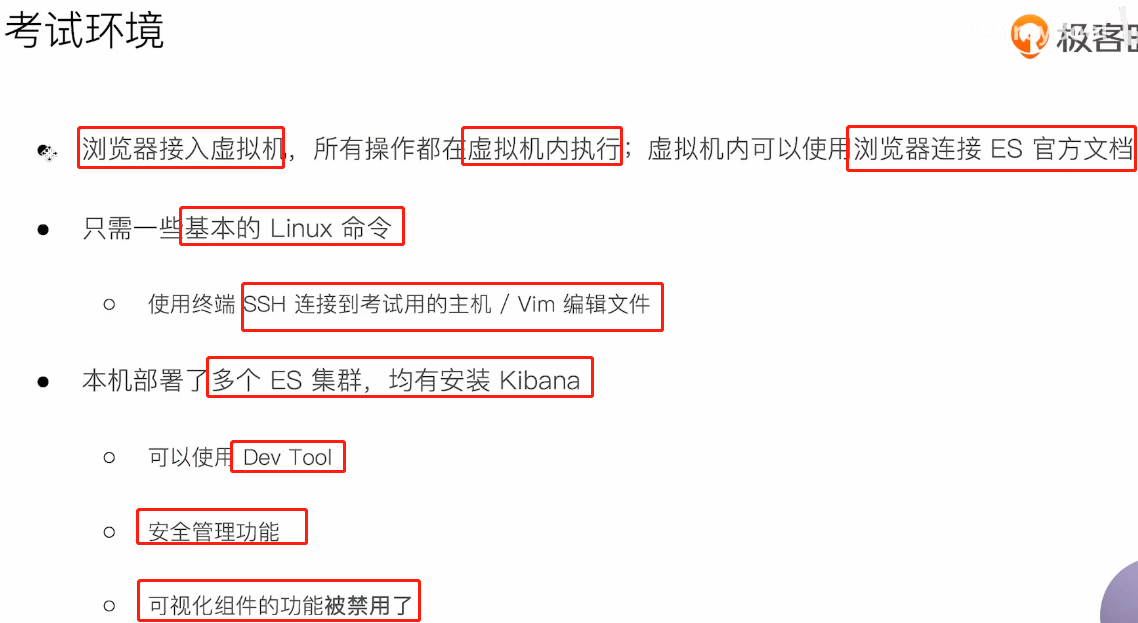 考试环境
极客
浏览器接入虚拟机，所有操作都在虚拟机内执行；虚拟机内可以使用浏览器连接 ES 官方文档
只需一些基本的 Linux 命令
使用终端 SSH 连接到考试用的主机 / Vim 编辑文件
本机部署了多个 ES 集群，均有安装 Kibana
可以使用 Dev Tool
安全管理功能
可视化组件的功能被禁用了